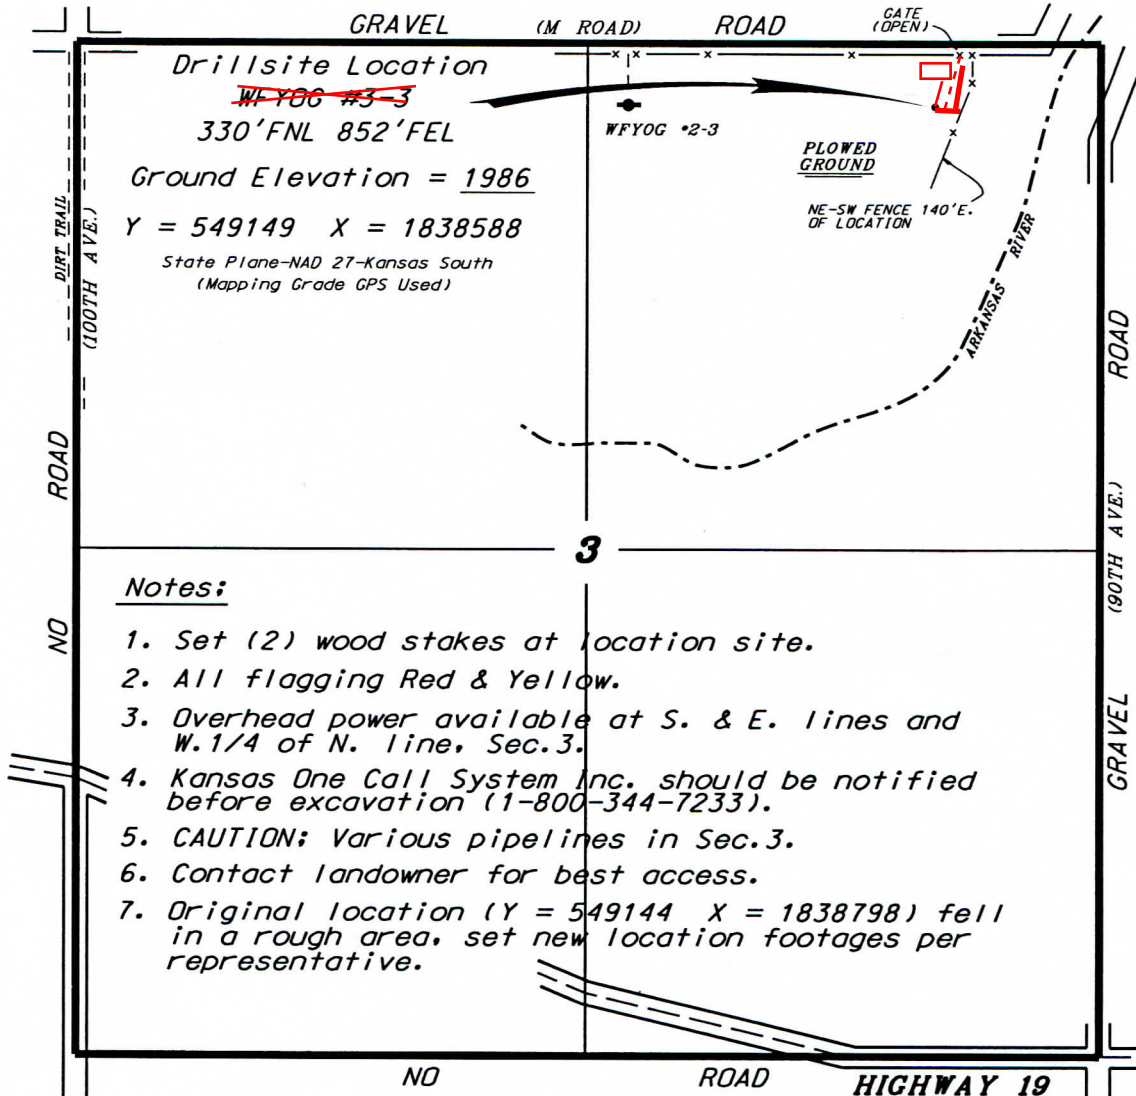 GRAVEL (M ROAD) ROAD
GATE
(OPEN)
Drillsite Location
WFYOG #3-3
330'FNL 852'FEL
Ground Elevation = 1986
Y = 549149 X = 1838588
State Plane-NAD 27-Kansas South
(Mapping Grade GPS Used)
WFYOG #2-3
PLOWED
GROUND
NE-SW FENCE 140'E.
OF LOCATION
ARKANSAS RIVER
DIRT TRAIL
(100TH AVE.)
NO ROAD
GRAVEL (90TH AVE.) ROAD
3
Notes:
1. Set (2) wood stakes at location site.
2. All flagging Red & Yellow.
3. Overhead power available at S. & E. lines and
W.1/4 of N. line, Sec.3.
4. Kansas One Call System Inc. should be notified
before excavation (1-800-344-7233).
5. CAUTION: Various pipelines in Sec.3.
6. Contact landowner for best access.
7. Original location (Y = 549144 X = 1838798) fell
in a rough area, set new location footages per
representative.
NO ROAD
HIGHWAY 19